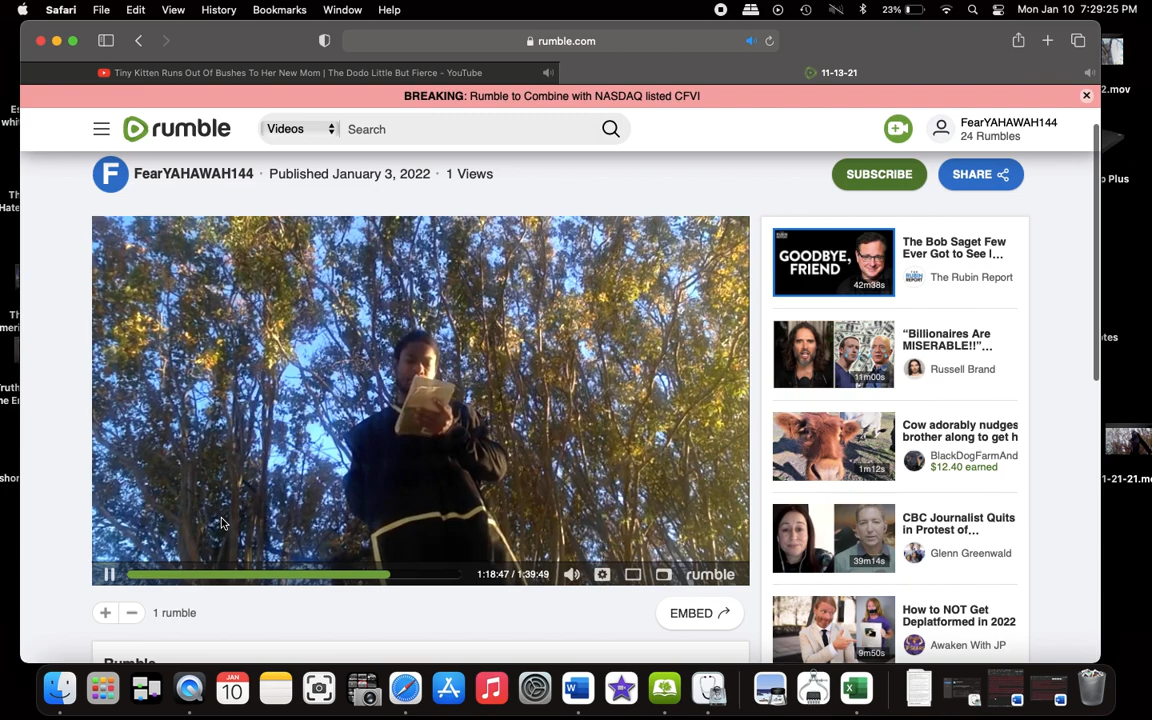 Safari File Edit View History Bookmarks Window Help 23% Mon Jan 10 7:29:25 PM
rumble.com
Tiny Kitten Runs Out Of Bushes To Her New Mom | The Dodo Little But Fierce - YouTube
11-13-21
BREAKING: Rumble to Combine with NASDAQ listed CFVI
rumble Videos Search
FearYAHAWAH144
24 Rumbles
F FearYAHAWAH144 · Published January 3, 2022 · 1 Views
SUBSCRIBE SHARE
1:18:47 / 1:39:49 rumble
1 rumble
EMBED
Rumble
GOODBYE,
FRIEND
42m38s
The Bob Saget Few
Ever Got to See I...
The Rubin Report
11m00s
“Billionaires Are
MISERABLE!!”...
Russell Brand
1m12s
Cow adorably nudges
brother along to get h
BlackDogFarmAnd
$12.40 earned
39m14s
CBC Journalist Quits
in Protest of...
Glenn Greenwald
9m50s
How to NOT Get
Deplatformed in 2022
Awaken With JP
2.mov
Plus
1-21-21.m
JAN
10